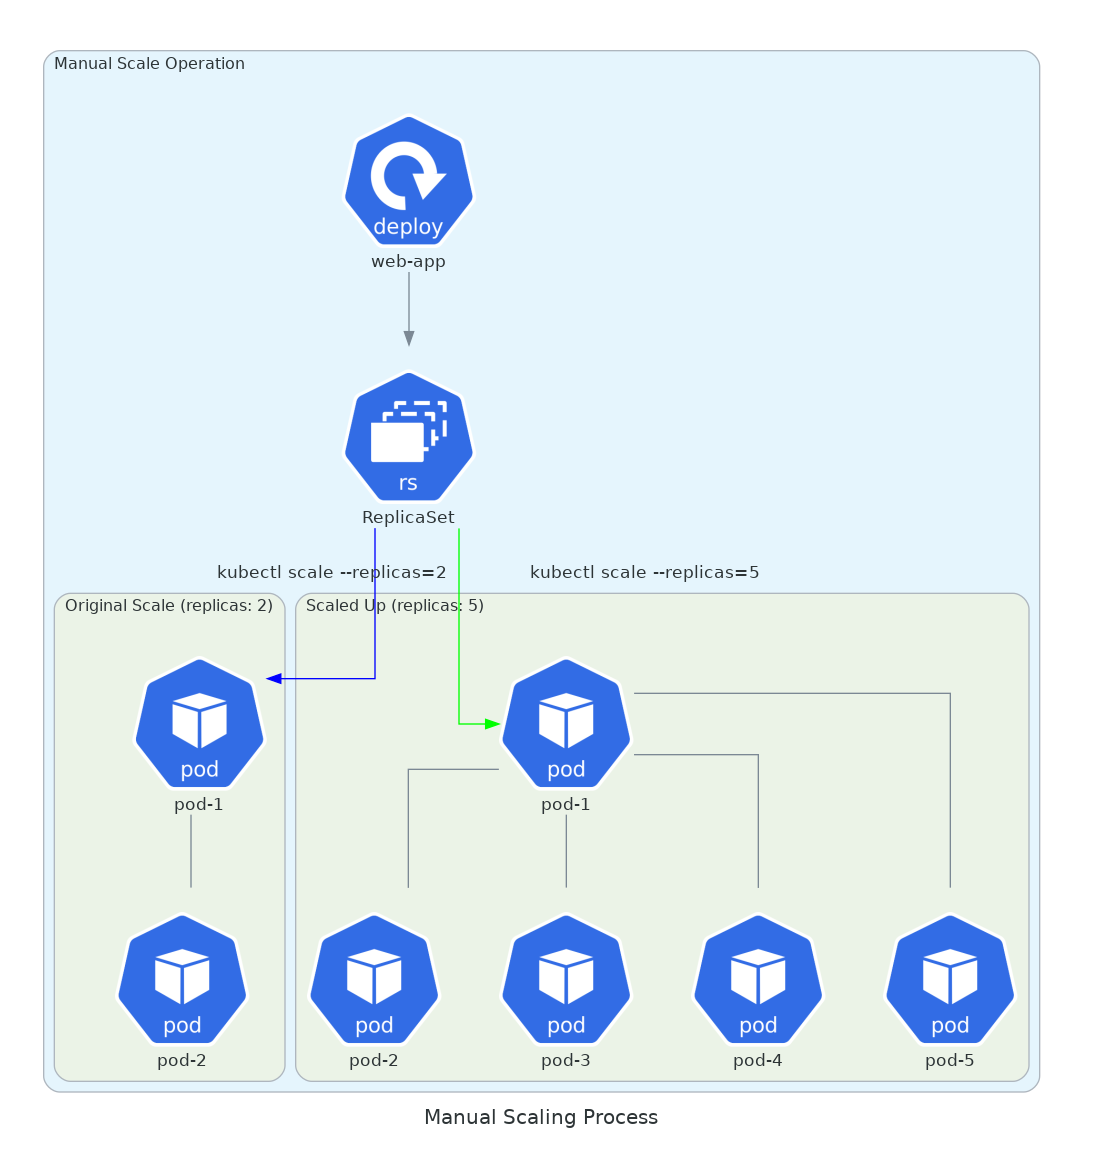 Manual Scale Operation
deploy
web-app
rs
ReplicaSet
kubectl scale --replicas=2
kubectl scale --replicas=5
Original Scale (replicas: 2)
Scaled Up (replicas: 5)
pod
pod-1
pod
pod-1
pod
pod-2
pod
pod-2
pod
pod-3
pod
pod-4
pod
pod-5
Manual Scaling Process